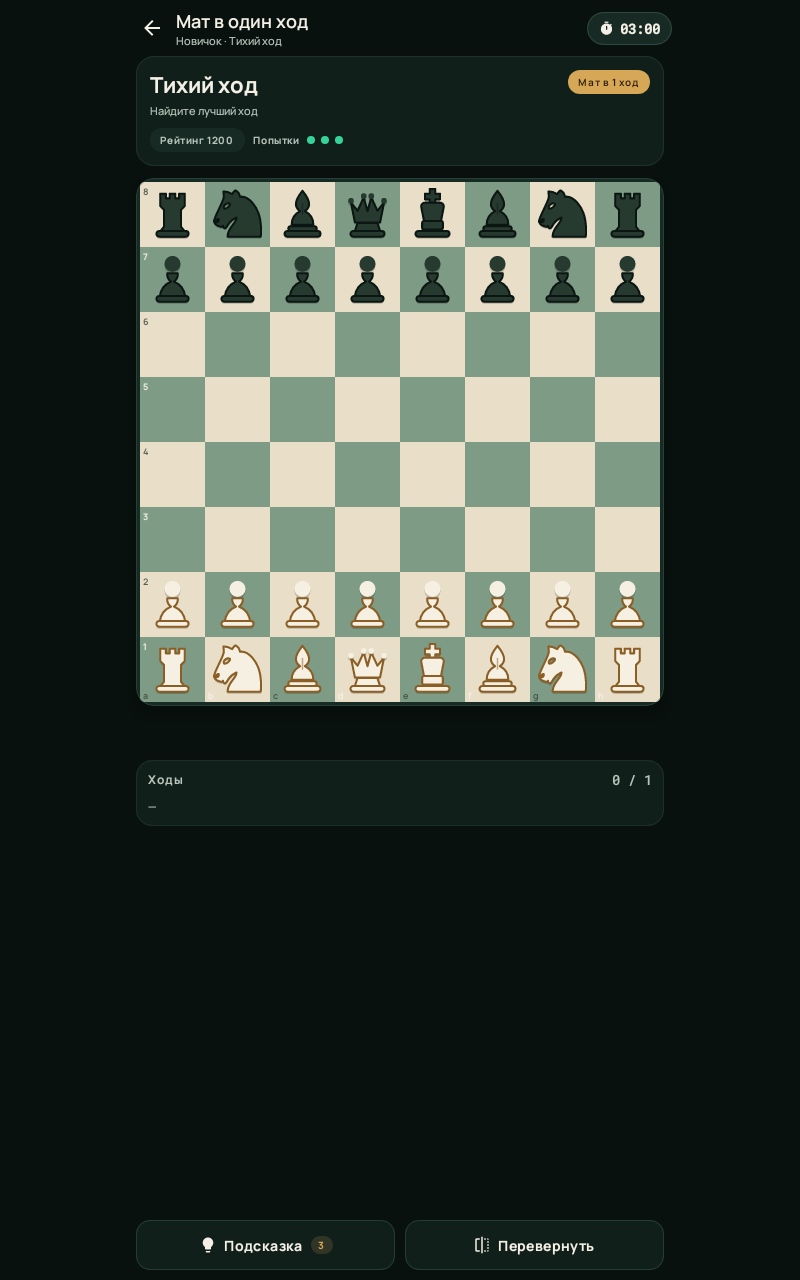 Мат в один ход
Новичок · Тихий ход
03:00
Тихий ход
Мат в 1 ход
Найдите лучший ход
Рейтинг 1200
Попытки
8
7
6
5
4
3
2
1
a b c d e f g h
Ходы
0 / 1
—
Подсказка 3
Перевернуть